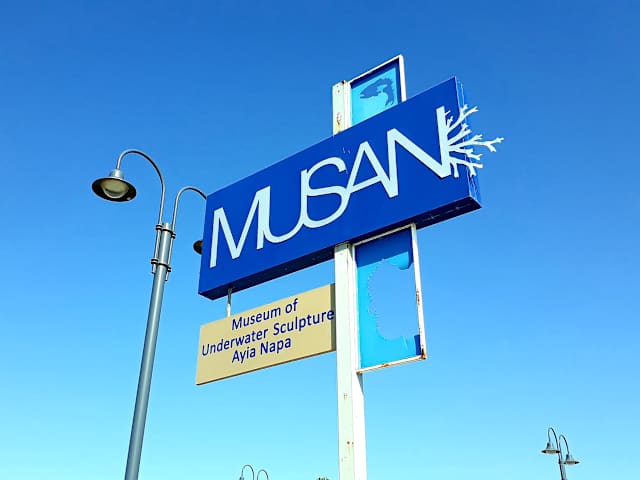 MUSAN
Museum of
Underwater Sculpture
Ayia Napa